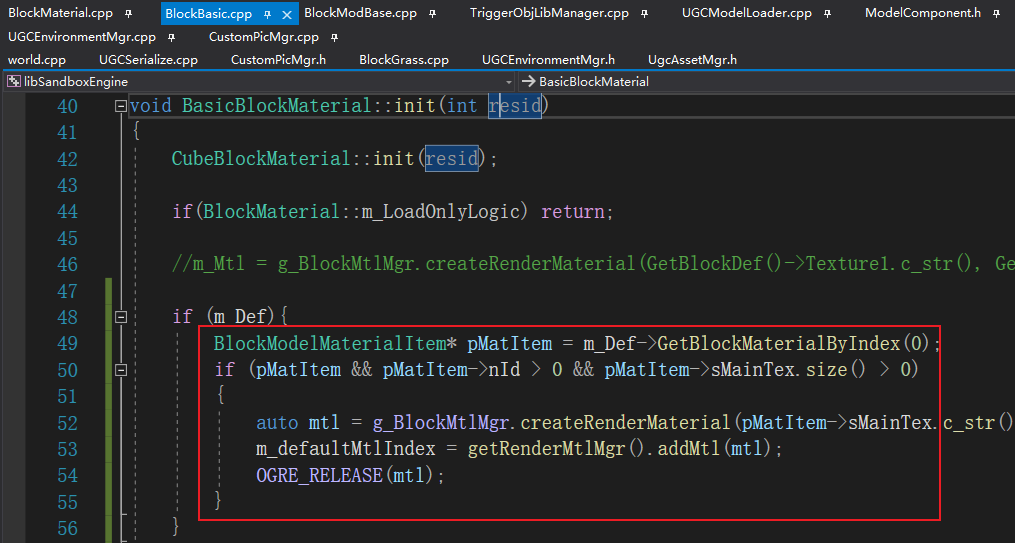 BlockMaterial.cpp BlockBasic.cpp BlockModBase.cpp TriggerObjLibManager.cpp UGCModelLoader.cpp ModelComponent.h
UGCEnvironmentMgr.cpp CustomPicMgr.cpp
world.cpp UGCSerialize.cpp CustomPicMgr.h BlockGrass.cpp UGCEnvironmentMgr.h UgcAssetMgr.h
libSandboxEngine BasicBlockMaterial
40 void BasicBlockMaterial::init(int resid)
41 {
42 CubeBlockMaterial::init(resid);
43
44 if(BlockMaterial::m_LoadOnlyLogic) return;
45
46 //m_Mtl = g_BlockMtlMgr.createRenderMaterial(GetBlockDef()->Texture1.c_str(), Ge
47
48 if (m_Def){
49 BlockModelMaterialItem* pMatItem = m_Def->GetBlockMaterialByIndex(0);
50 if (pMatItem && pMatItem->nId > 0 && pMatItem->sMainTex.size() > 0)
51 {
52 auto mtl = g_BlockMtlMgr.createRenderMaterial(pMatItem->sMainTex.c_str()
53 m_defaultMtlIndex = getRenderMtlMgr().addMtl(mtl);
54 OGRE_RELEASE(mtl);
55 }
56 }